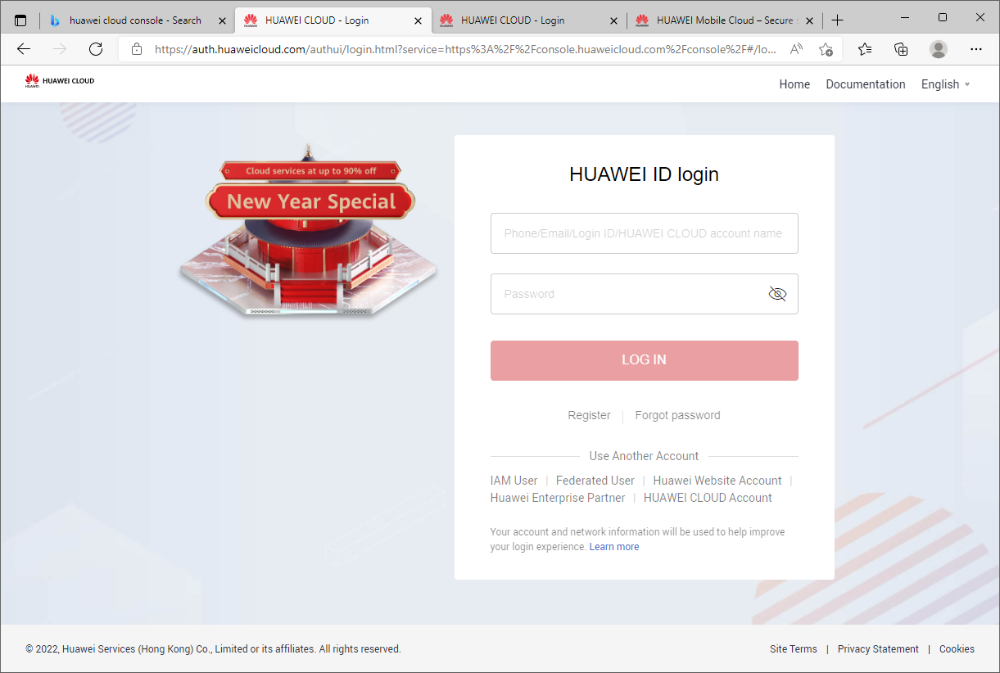 huawei cloud console - Search
HUAWEI CLOUD - Login
HUAWEI CLOUD - Login
HUAWEI Mobile Cloud – Secure
https://auth.huaweicloud.com/authui/login.html?service=https%3A%2F%2Fconsole.huaweicloud.com%2Fconsole%2F#/lo...
HUAWEI
HUAWEI CLOUD
Home
Documentation
English
Cloud services at up to 90% off
New Year Special
HUAWEI ID login
Phone/Email/Login ID/HUAWEI CLOUD account name
Password
LOG IN
Register | Forgot password
Use Another Account
IAM User | Federated User | Huawei Website Account |
Huawei Enterprise Partner | HUAWEI CLOUD Account
Your account and network information will be used to help improve
your login experience. Learn more
© 2022, Huawei Services (Hong Kong) Co., Limited or its affiliates. All rights reserved.
Site Terms | Privacy Statement | Cookies